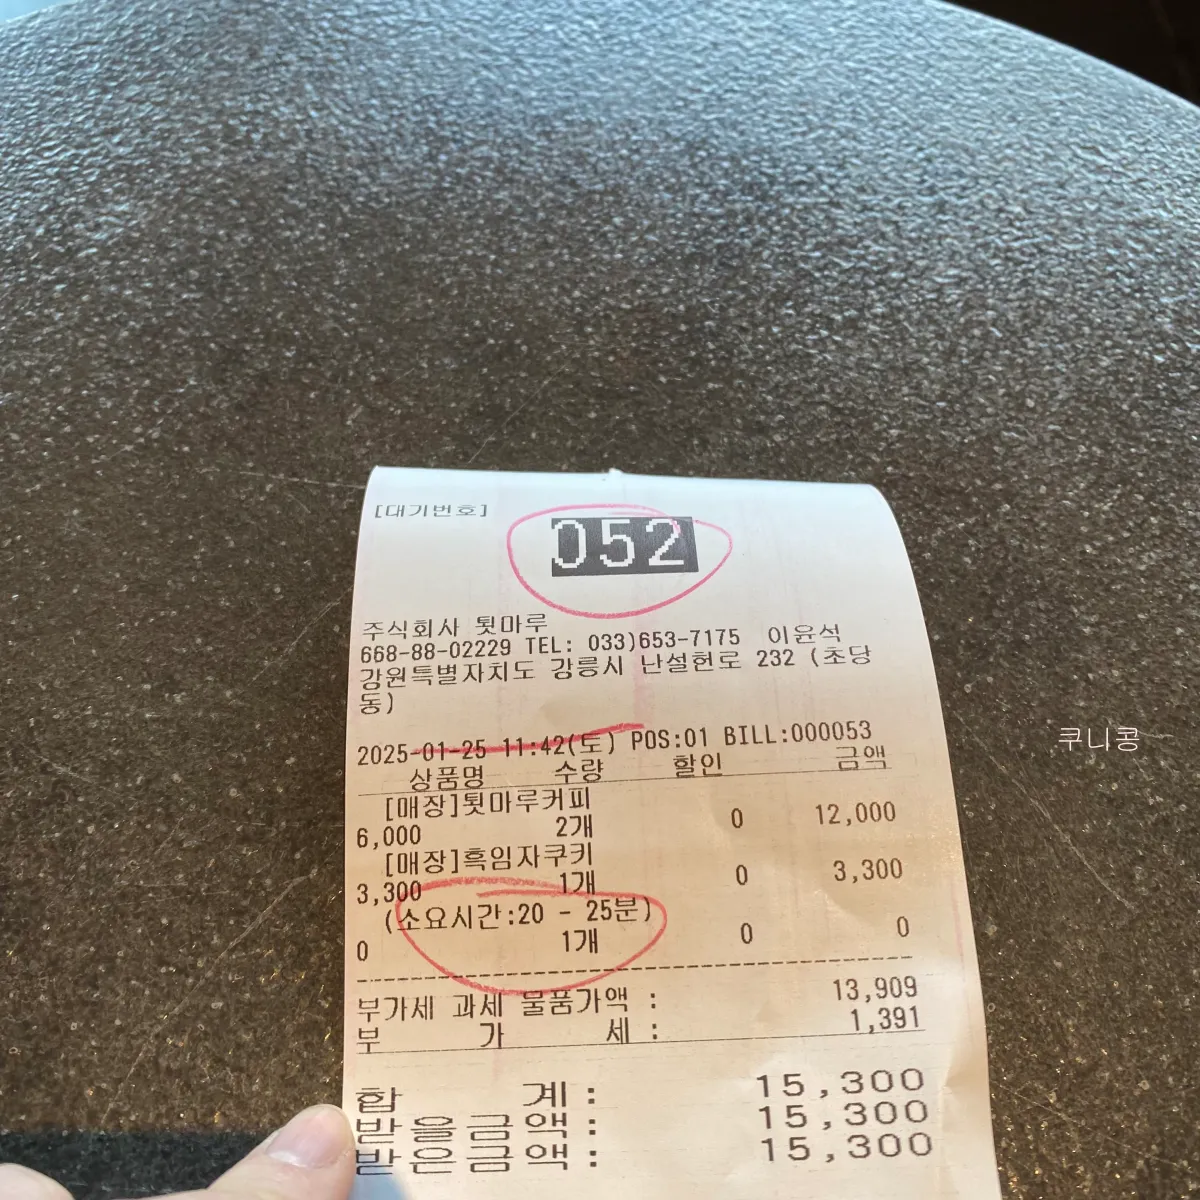 [대기번호]
052
주식회사 툇마루
668-88-02229 TEL: 033)653-7175 이윤석
강원특별자치도 강릉시 난설헌로 232 (초당
동)
2025-01-25 11:42(토) POS:01 BILL:000053
상품명 수량 할인 금액
[매장]툇마루커피
6,000 2개 0 12,000
[매장]흑임자쿠키
3,300 1개 0 3,300
(소요시간:20 - 25분)
0 1개 0 0
부가세 과세 물품가액 : 13,909
부 가 세 : 1,391
합 계 : 15,300
받을금액 : 15,300
받은금액 : 15,300
쿠니콩